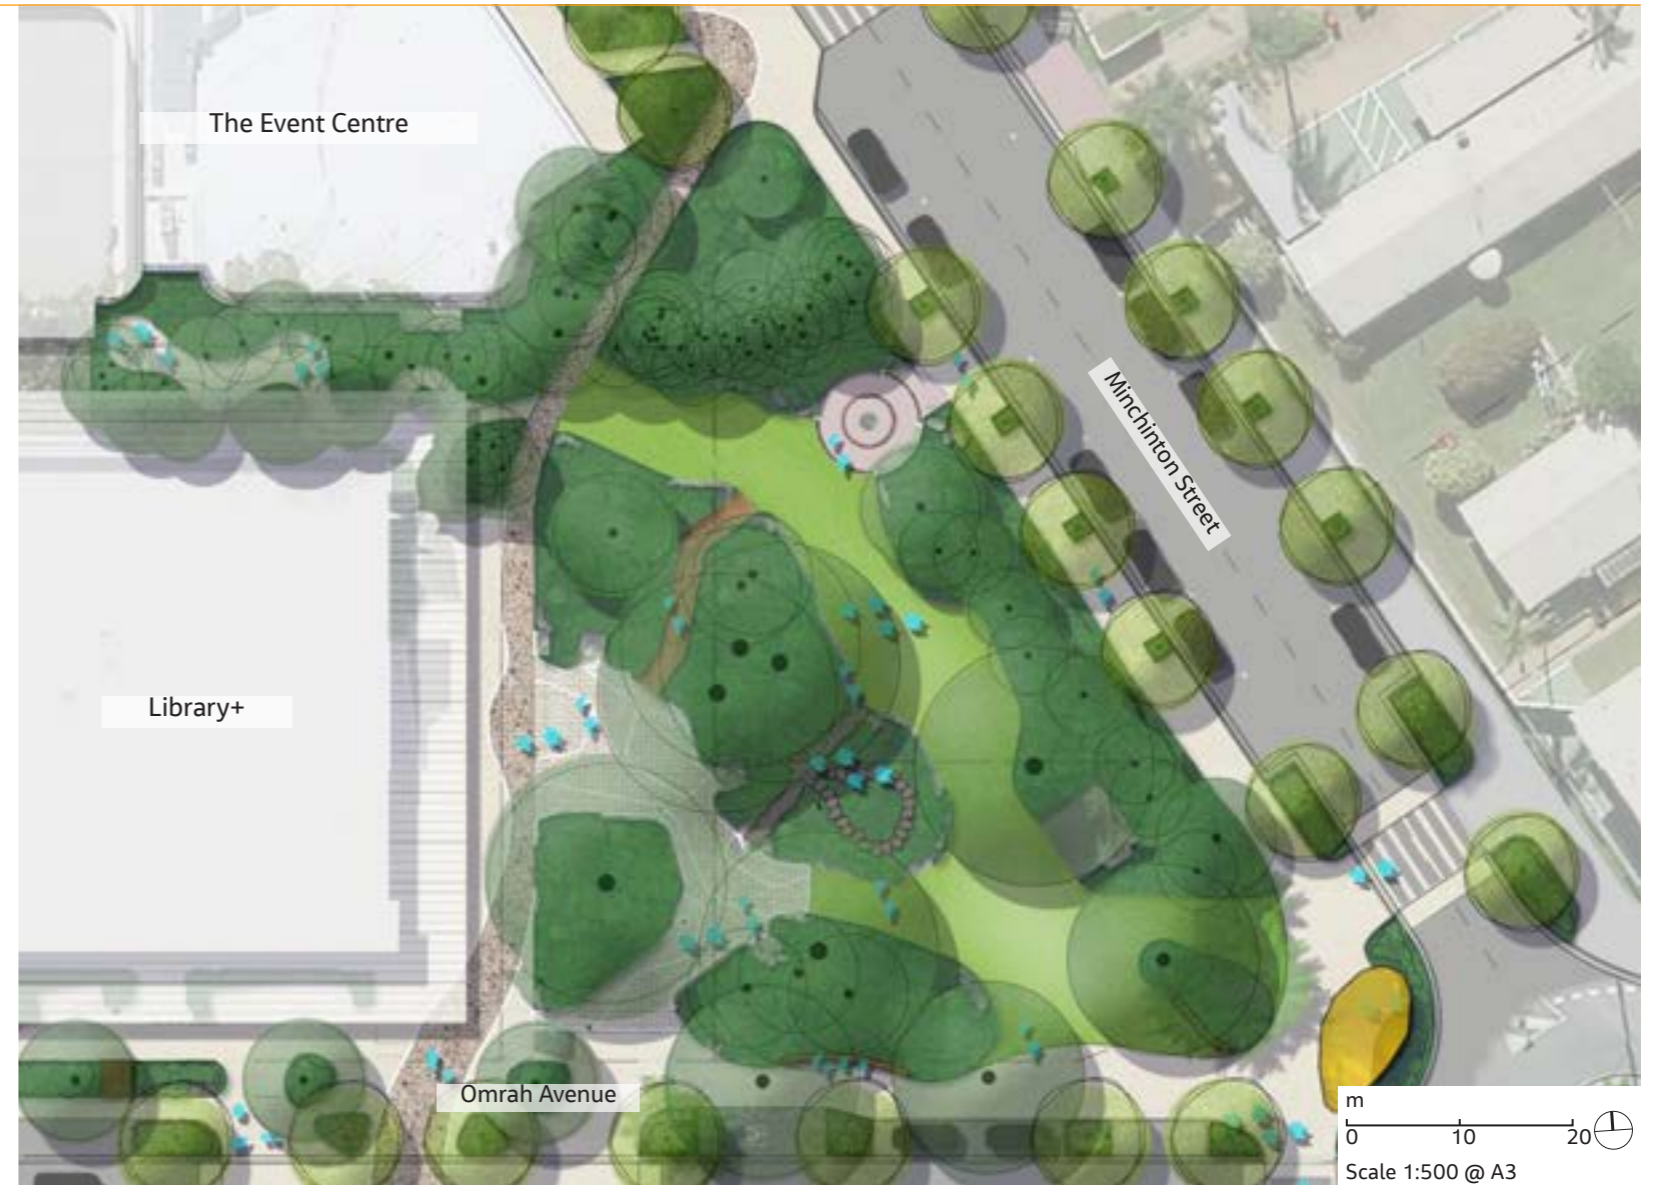 The Event Centre
Minchinton Street
Library+
Omrah Avenue
m
0 10 20
Scale 1:500 @ A3